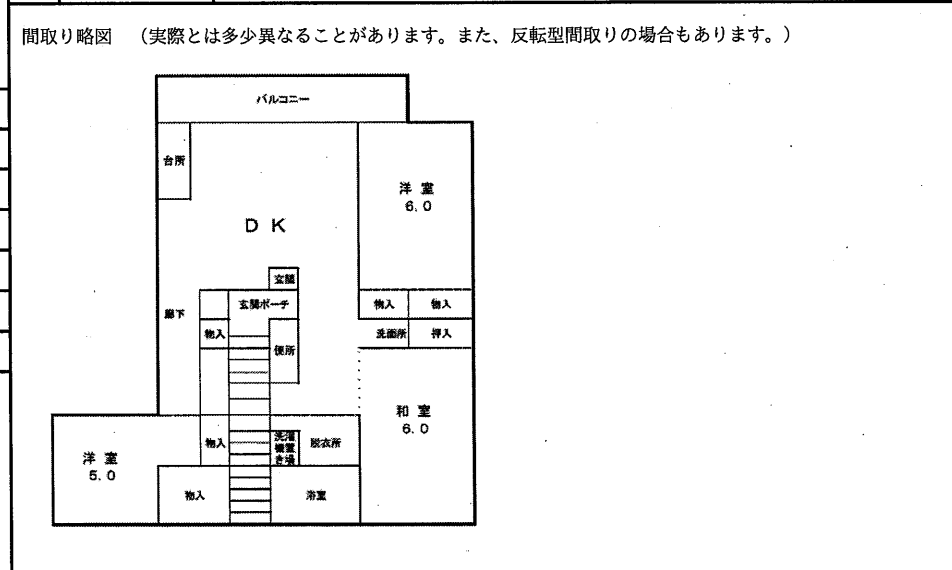 間取り略図　（実際とは多少異なることがあります。また、反転型間取りの場合もあります。）
バルコニー
台所
洋 室
6.0
D K
玄関
玄関ポーチ
物入
物入
廊下
物入
便所
洗面所
押入
和 室
6.0
洋 室
5.0
物入
洗濯
機置
き場
脱衣所
物入
浴室